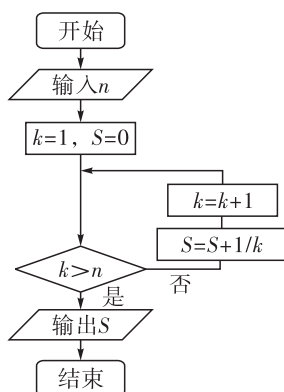 开始
输入n
k=1, S=0
k=k+1
S=S+1/k
k>n
否
是
输出S
结束